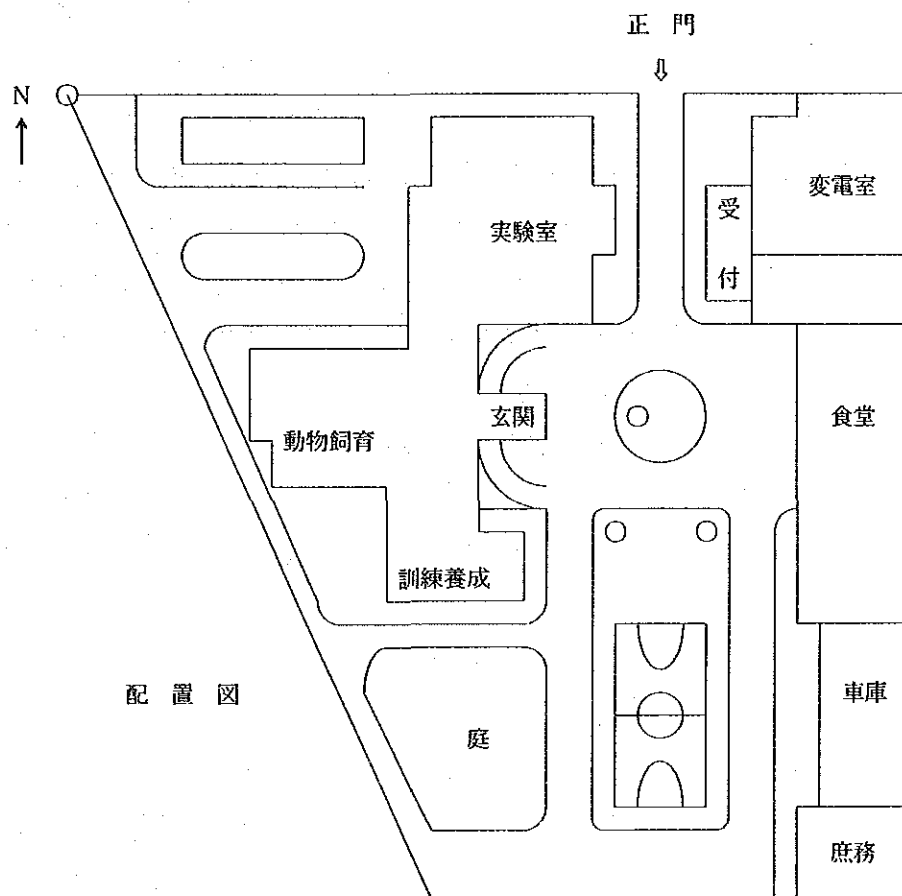 正門
⇩
N
↑
変電室
受付
実験室
玄関
食堂
動物飼育
訓練養成
配置図
車庫
庭
庶務